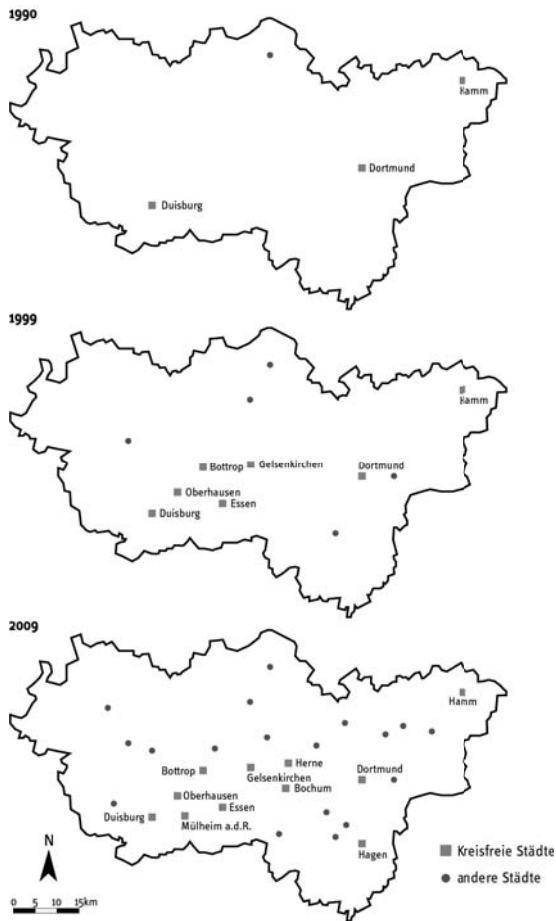 1990
Hamm
Dortmund
Duisburg
1999
Hamm
Bottrop
Gelsenkirchen
Dortmund
Oberhausen
Essen
Duisburg
2009
Hamm
Herne
Bottrop
Gelsenkirchen
Dortmund
Bochum
Oberhausen
Essen
Duisburg
Mülheim a.d.R.
Hagen
N
0 5 10 15km
Kreisfreie Städte
andere Städte